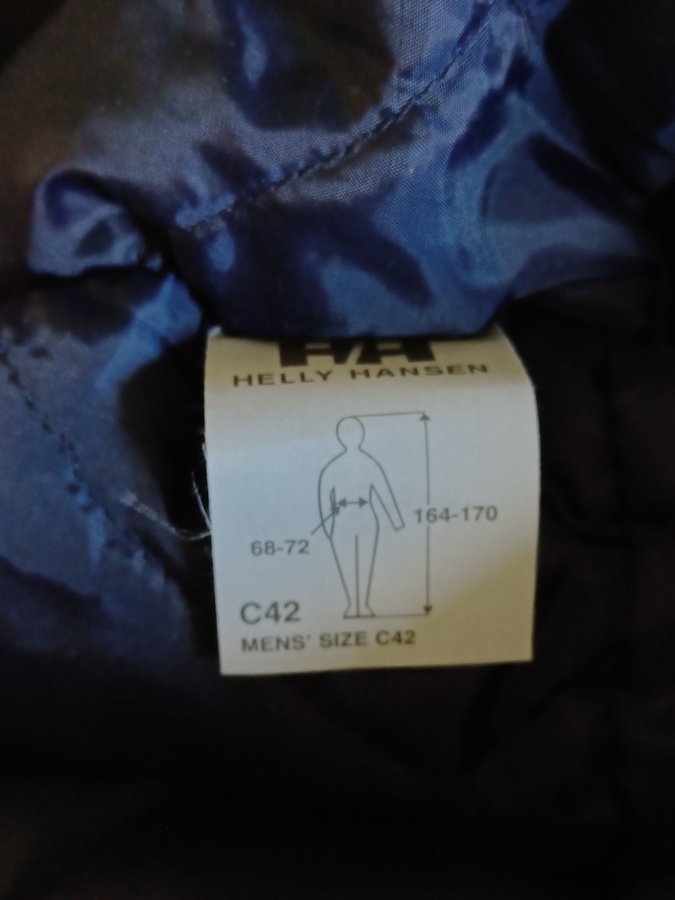 HH
HELLY HANSEN
164-170
68-72
C42
MENS' SIZE C42